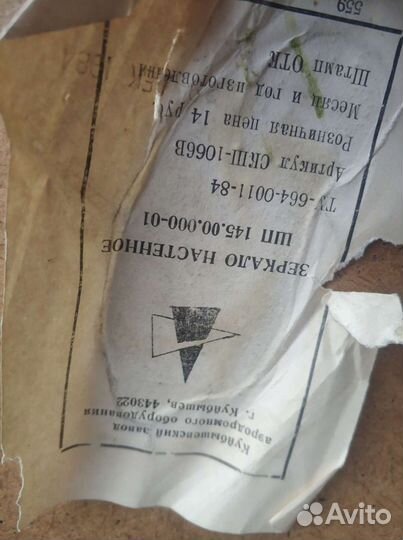 Куйбышевский завод
аэродромного оборудования
г. Куйбышев, 443022
ЗЕРКАЛО НАСТЕННОЕ
ШП 145.00.000-01
ТУ-664-0011-84
Артикул СКШ-1066В
Розничная цена 14 ру
Месяц и год изготовления
Штамп ОТК
559
Avito